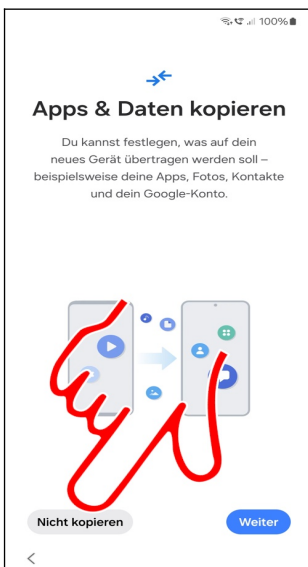 100%
Apps & Daten kopieren
Du kannst festlegen, was auf dein
neues Gerät übertragen werden soll –
beispielsweise deine Apps, Fotos, Kontakte
und dein Google-Konto.
Nicht kopieren
Weiter